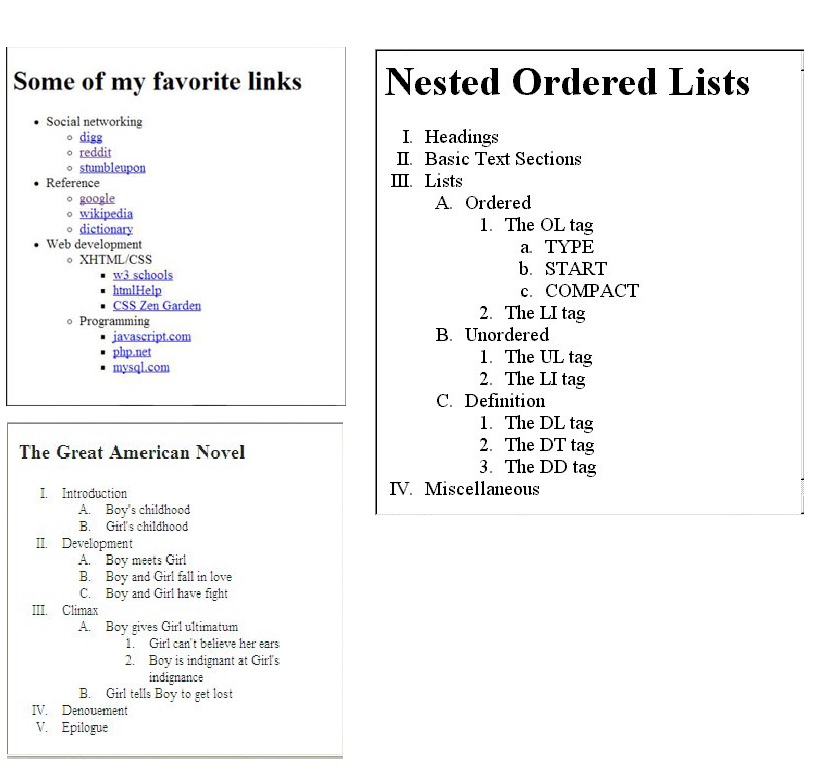 Some of my favorite links
• Social networking
◦ digg
◦ reddit
◦ stumbleupon
• Reference
◦ google
◦ wikipedia
◦ dictionary
• Web development
◦ XHTML/CSS
▪ w3 schools
▪ htmlHelp
▪ CSS Zen Garden
◦ Programming
▪ javascript.com
▪ php.net
▪ mysql.com
The Great American Novel
I. Introduction
A. Boy's childhood
B. Girl's childhood
II. Development
A. Boy meets Girl
B. Boy and Girl fall in love
C. Boy and Girl have fight
III. Climax
A. Boy gives Girl ultimatum
1. Girl can't believe her ears
2. Boy is indignant at Girl's
indignance
B. Girl tells Boy to get lost
IV. Denouement
V. Epilogue
Nested Ordered Lists
I. Headings
II. Basic Text Sections
III. Lists
A. Ordered
1. The OL tag
a. TYPE
b. START
c. COMPACT
2. The LI tag
B. Unordered
1. The UL tag
2. The LI tag
C. Definition
1. The DL tag
2. The DT tag
3. The DD tag
IV. Miscellaneous